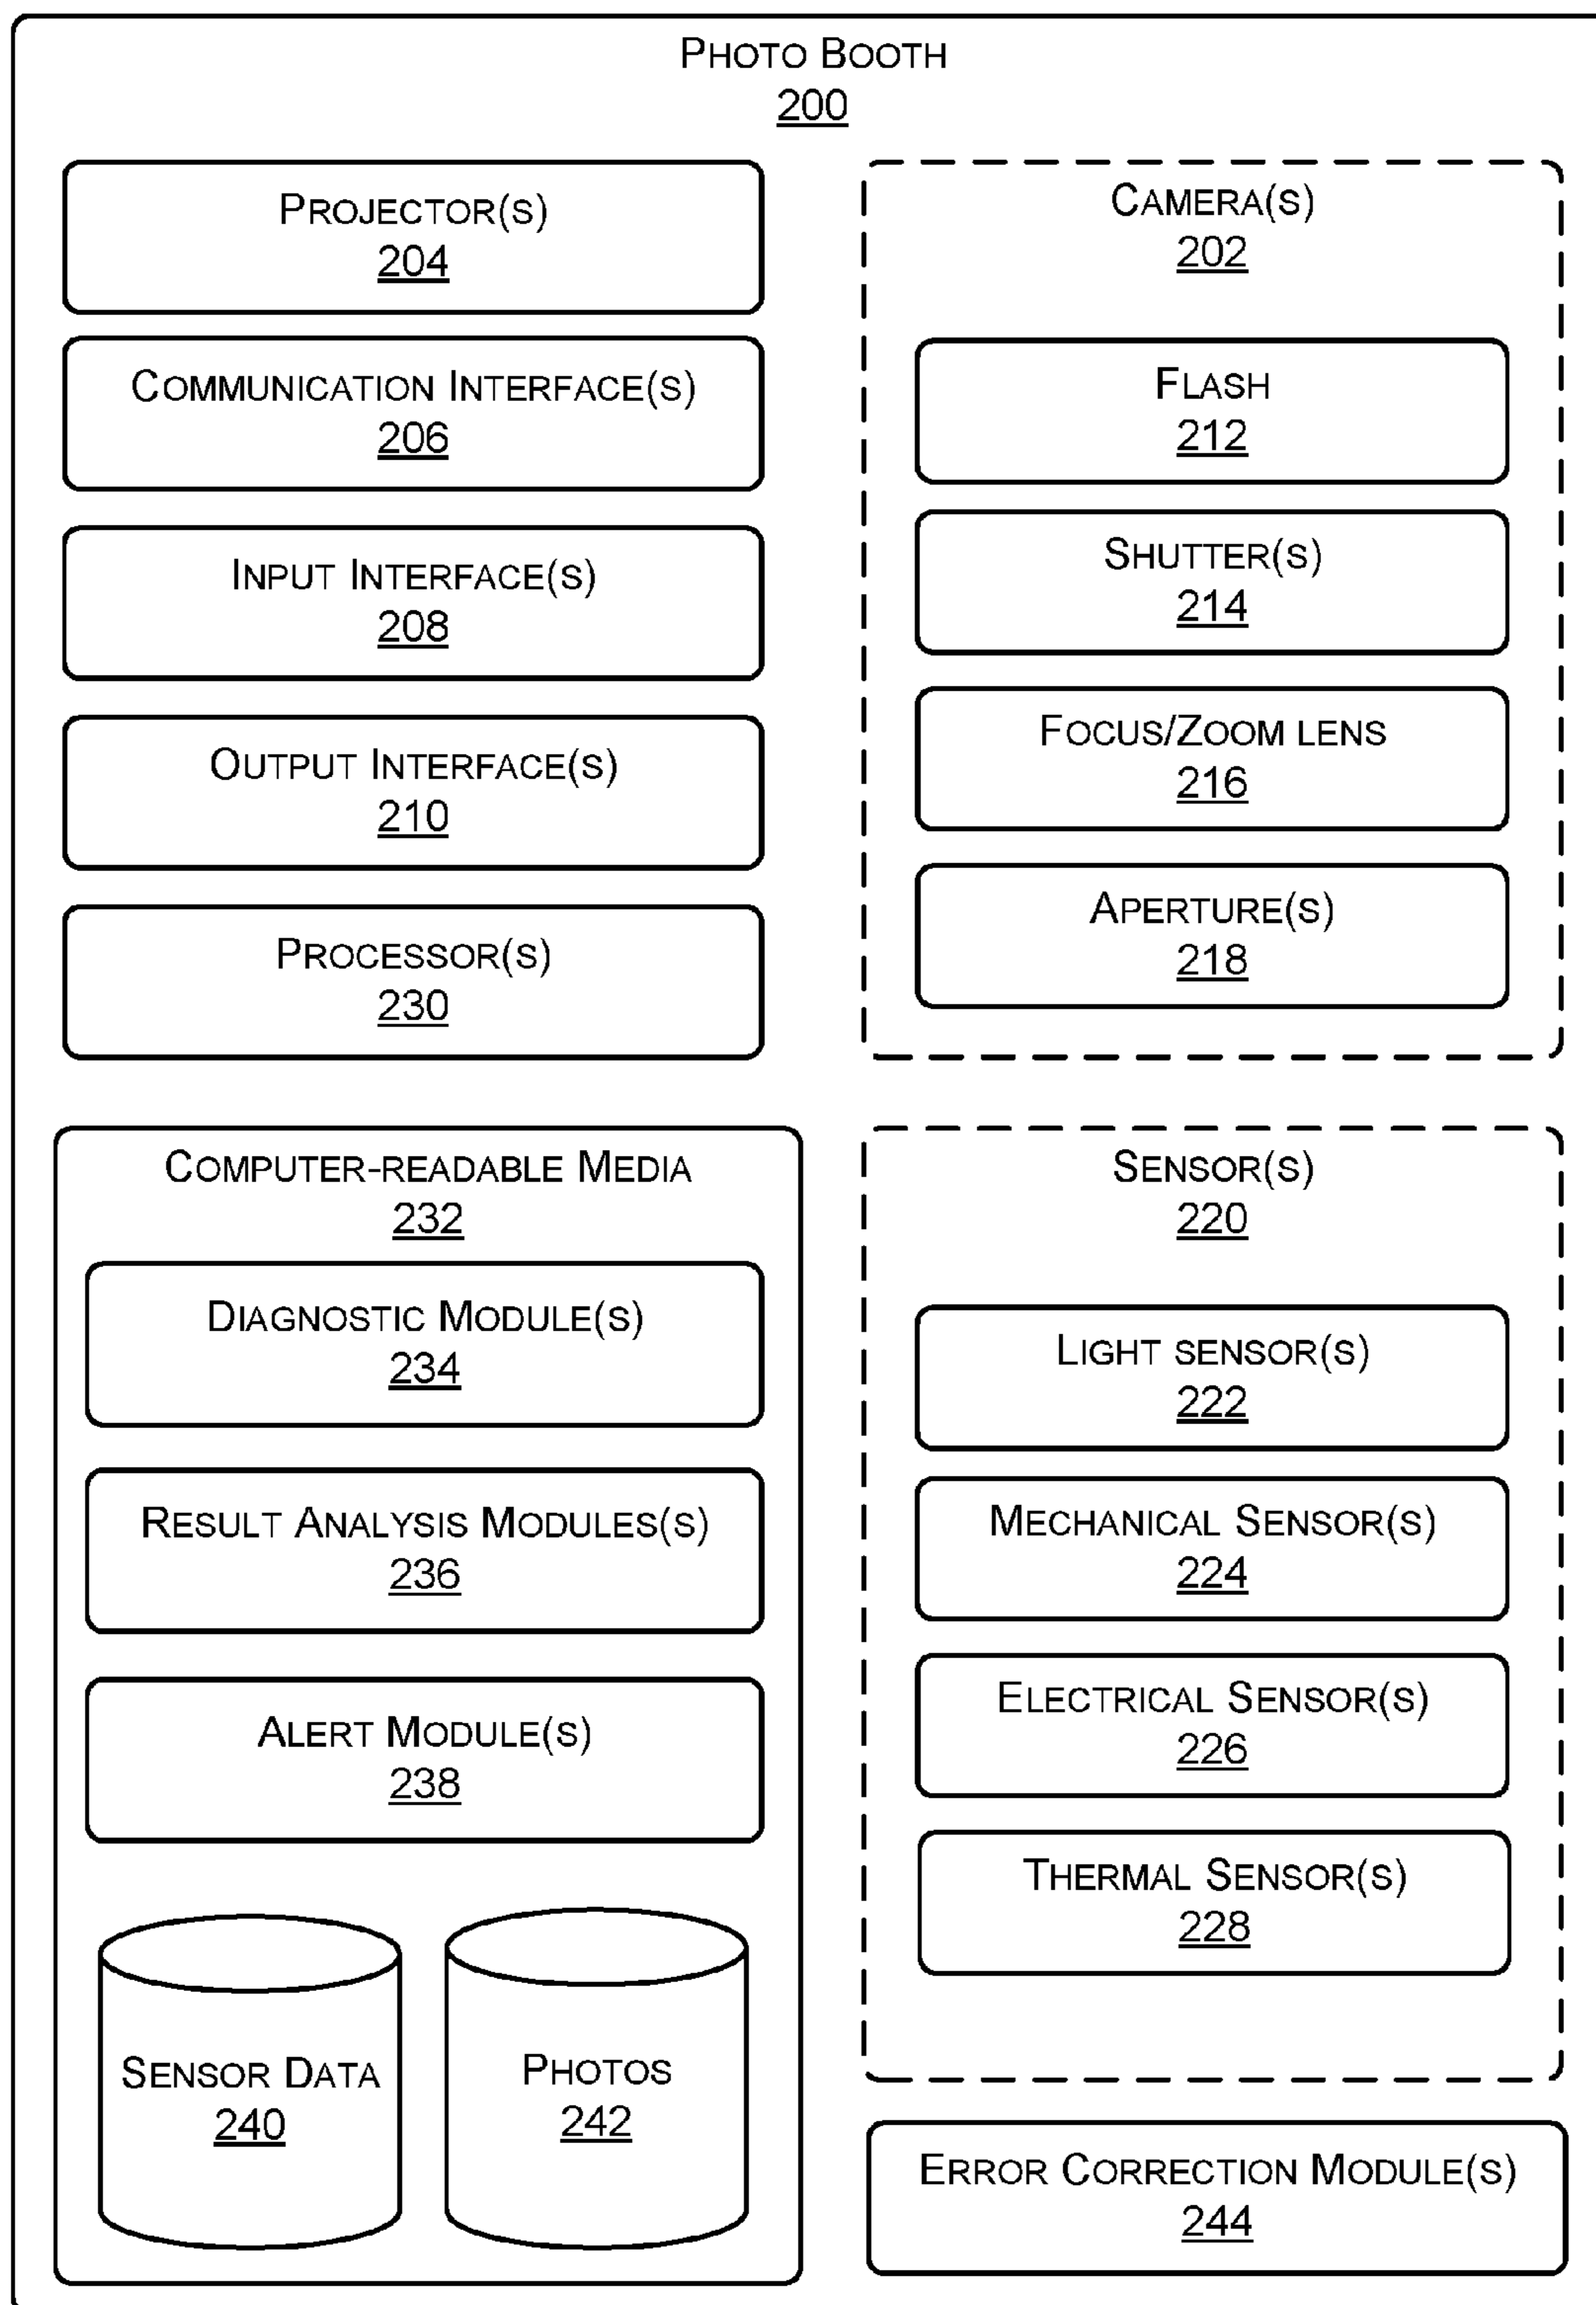 PHOTO BOOTH
200
PROJECTOR(S)
204
COMMUNICATION INTERFACE(S)
206
INPUT INTERFACE(S)
208
OUTPUT INTERFACE(S)
210
PROCESSOR(S)
230
CAMERA(S)
202
FLASH
212
SHUTTER(S)
214
FOCUS/ZOOM LENS
216
APERTURE(S)
218
COMPUTER-READABLE MEDIA
232
DIAGNOSTIC MODULE(S)
234
RESULT ANALYSIS MODULES(S)
236
ALERT MODULE(S)
238
SENSOR DATA
240
PHOTOS
242
SENSOR(S)
220
LIGHT SENSOR(S)
222
MECHANICAL SENSOR(S)
224
ELECTRICAL SENSOR(S)
226
THERMAL SENSOR(S)
228
ERROR CORRECTION MODULE(S)
244